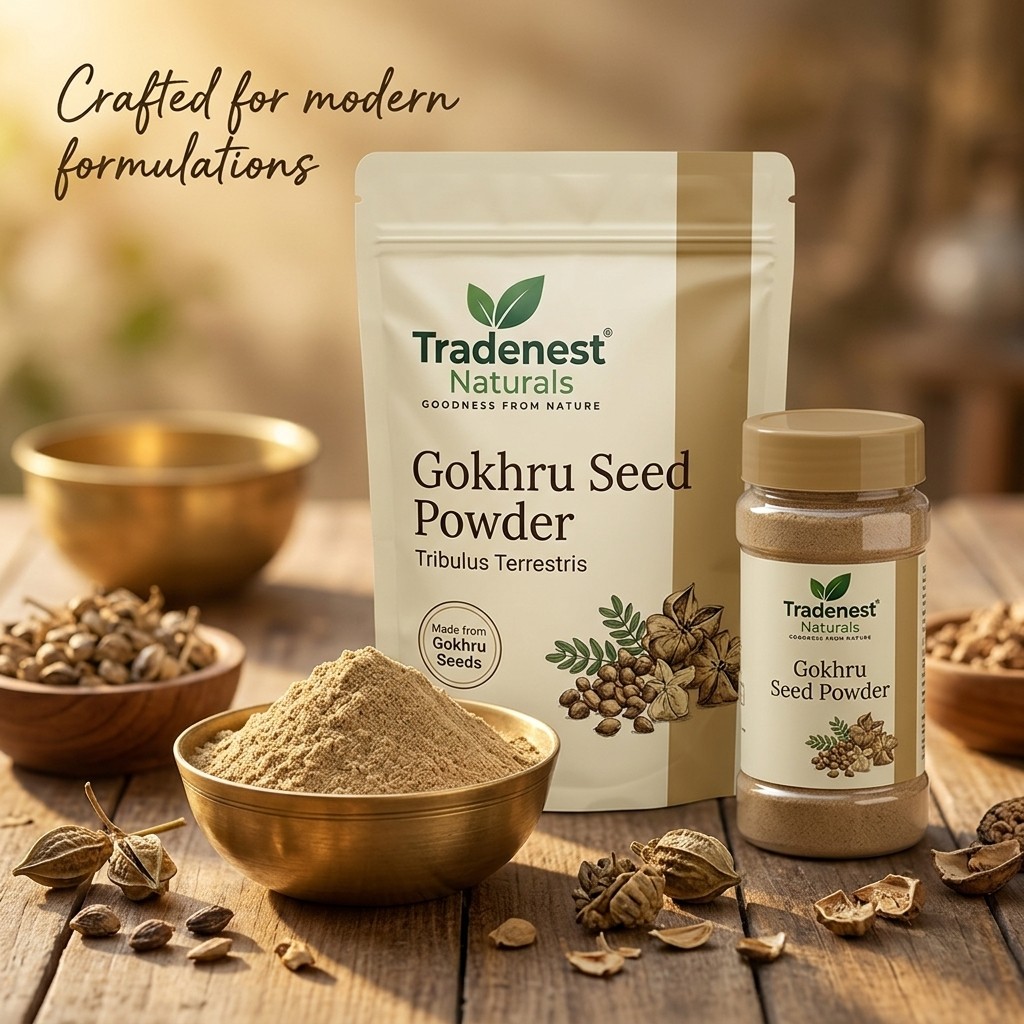 Crafted for modern
formulations
Tradenest®
Naturals
GOODNESS FROM NATURE
Gokhru Seed
Powder
Tribulus Terrestris
Made from
Gokhru
Seeds
Tradenest®
Naturals
Gokhru
Seed Powder